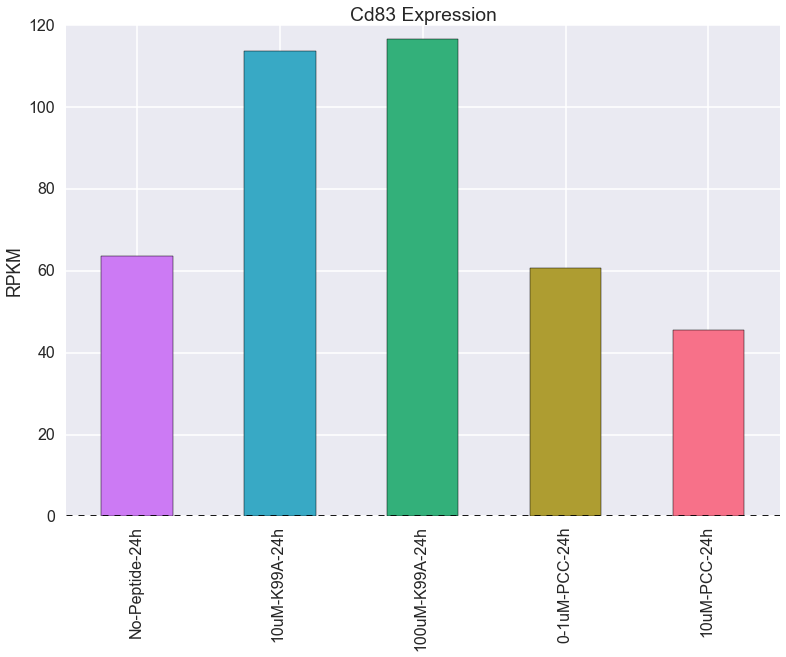 Cd83 Expression
120
100
80
60
40
20
0
RPKM
No-Peptide-24h
10uM-K99A-24h
100uM-K99A-24h
0-1uM-PCC-24h
10uM-PCC-24h